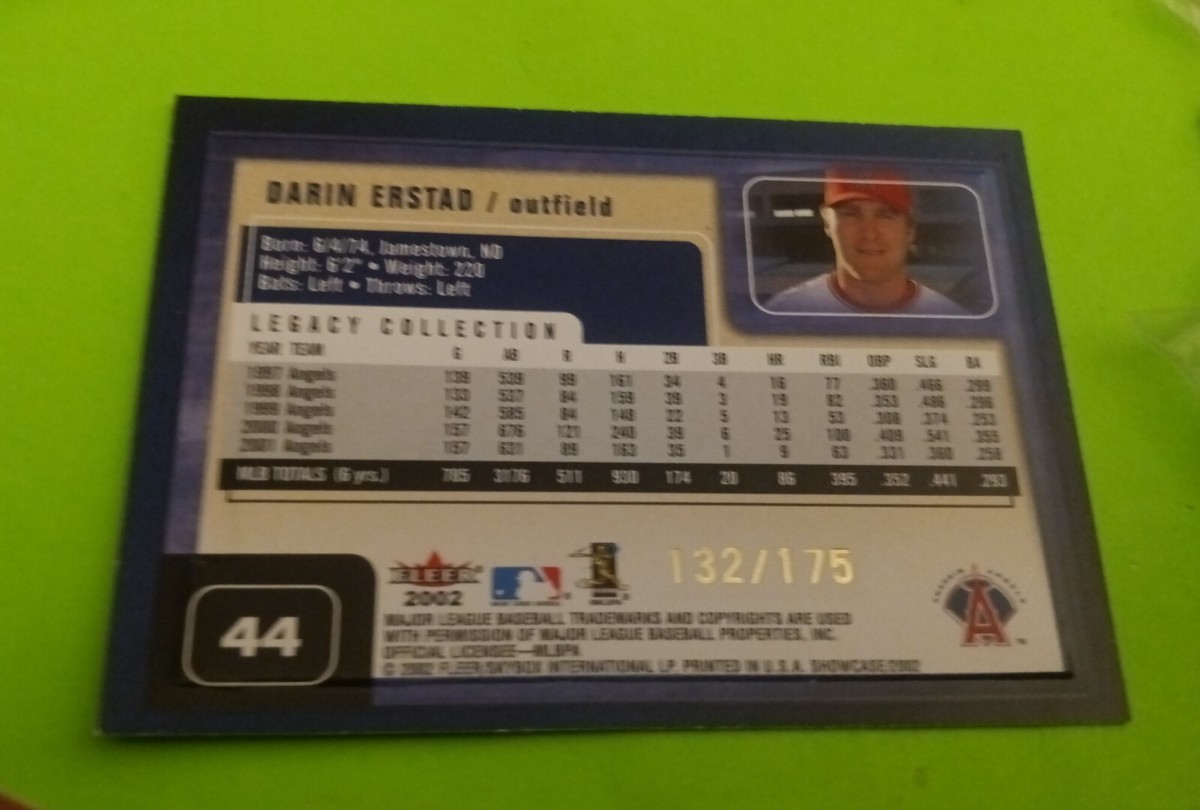 DARIN ERSTAD / outfield
Born: 6/4/74, Jamestown, ND
Height: 6'2" • Weight: 220
Bats: Left • Throws: Left
LEGACY COLLECTION
YEAR TEAM G AB R H 2B 3B HR RBI OBP SLG BA
1997 Angels 139 539 99 161 34 4 16 77 .360 .466 .299
1998 Angels 133 537 84 159 39 3 19 82 .353 .486 .296
1999 Angels 142 585 84 148 22 5 13 53 .308 .374 .253
2000 Angels 157 676 121 240 39 6 25 100 .409 .541 .355
2001 Angels 157 631 89 163 35 1 9 63 .331 .360 .258
MLB TOTALS (6 yrs.) 785 3176 511 930 174 20 86 395 .352 .441 .293
44
FLEER
2002
132/175
A
MAJOR LEAGUE BASEBALL TRADEMARKS AND COPYRIGHTS ARE USED
WITH PERMISSION OF MAJOR LEAGUE BASEBALL PROPERTIES, INC.
OFFICIAL LICENSEE—MLBPA
© 2002 FLEER/SKYBOX INTERNATIONAL LP. PRINTED IN U.S.A. SHOWCASE/2002